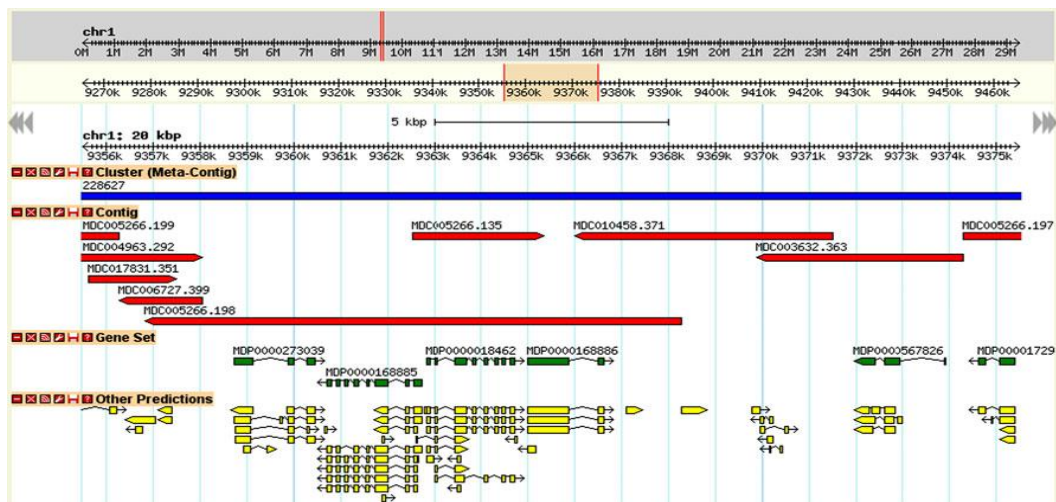 chr1
0M 1M 2M 3M 4M 5M 6M 7M 8M 9M 10M 11M 12M 13M 14M 15M 16M 17M 18M 19M 20M 21M 22M 23M 24M 25M 26M 27M 28M 29M
9270k 9280k 9290k 9300k 9310k 9320k 9330k 9340k 9350k 9360k 9370k 9380k 9390k 9400k 9410k 9420k 9430k 9440k 9450k 9460k
5 kbp
chr1: 20 kbp
9356k 9357k 9358k 9359k 9360k 9361k 9362k 9363k 9364k 9365k 9366k 9367k 9368k 9369k 9370k 9371k 9372k 9373k 9374k 9375k
Cluster (Meta-Contig)
228627
Contig
MDC005266.199 MDC005266.135 MDC010458.371 MDC005266.197
MDC004963.292 MDC003632.363
MDC017831.351
MDC006727.399
MDC005266.198
Gene Set
MDP0000273039 MDP0000018462 MDP0000168886 MDP0000567826 MDP00001729
MDP0000168885
Other Predictions